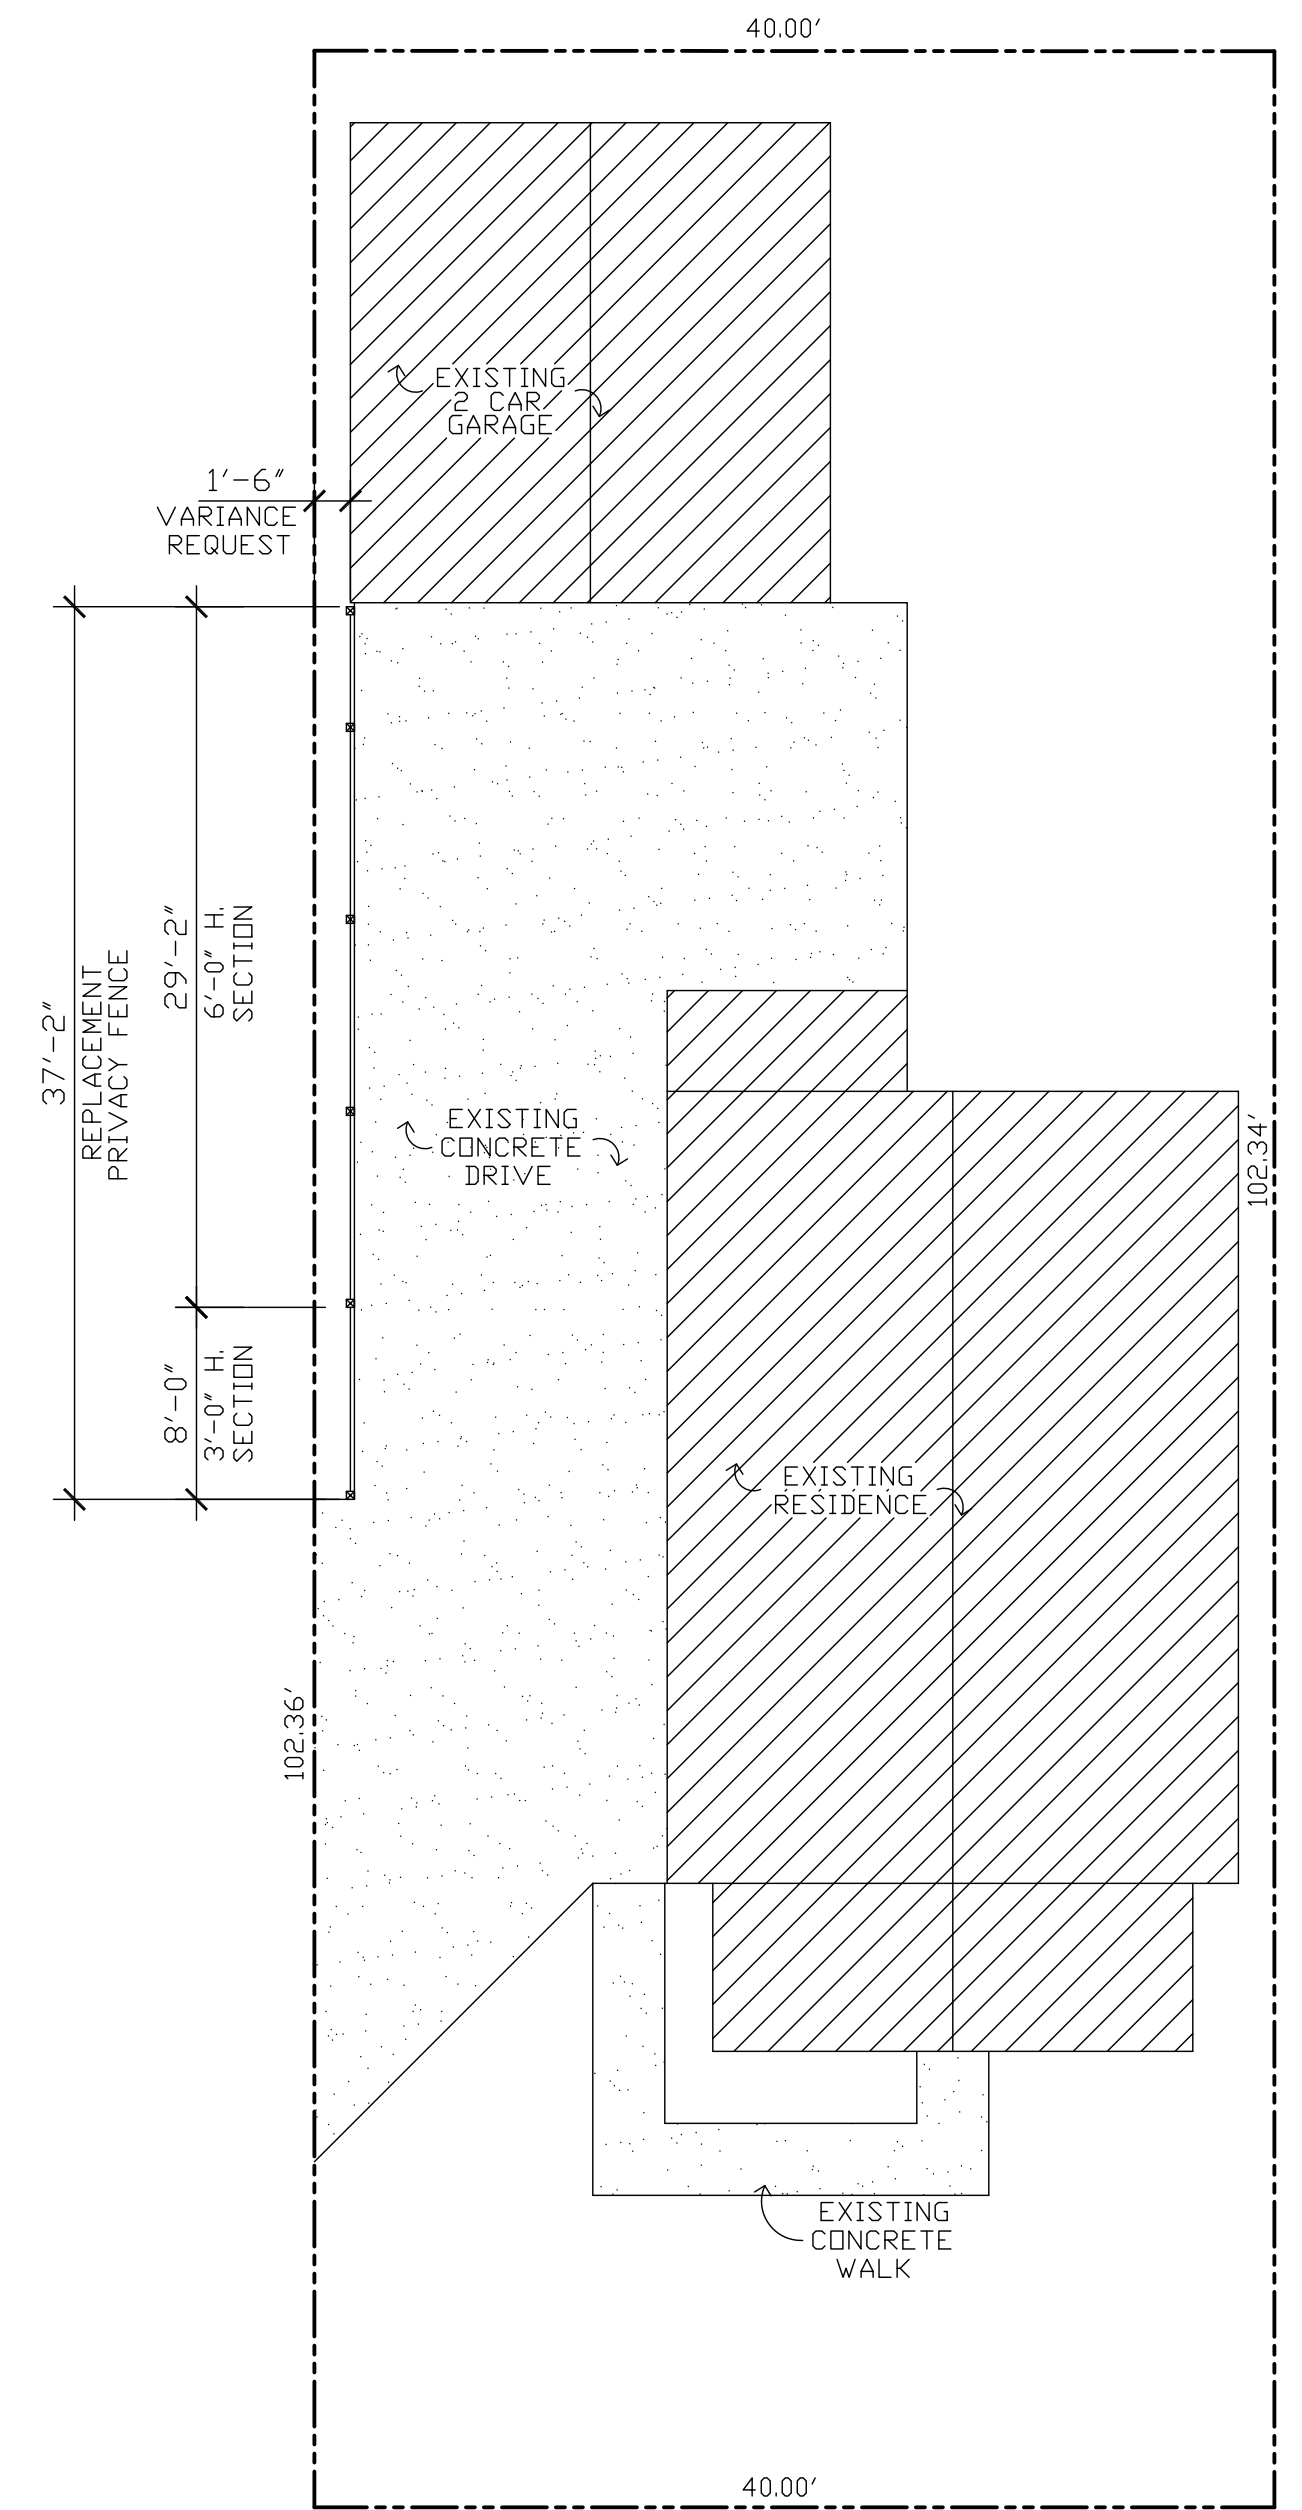 40.00'
EXISTING
2 CAR
GARAGE
1'-6"
VARIANCE
REQUEST
37'-2"
REPLACEMENT
PRIVACY FENCE
29'-2"
6'-0" H.
SECTION
8'-0"
3'-0" H.
SECTION
EXISTING
CONCRETE
DRIVE
102.34'
EXISTING
RESIDENCE
102.36'
EXISTING
CONCRETE
WALK
40.00'